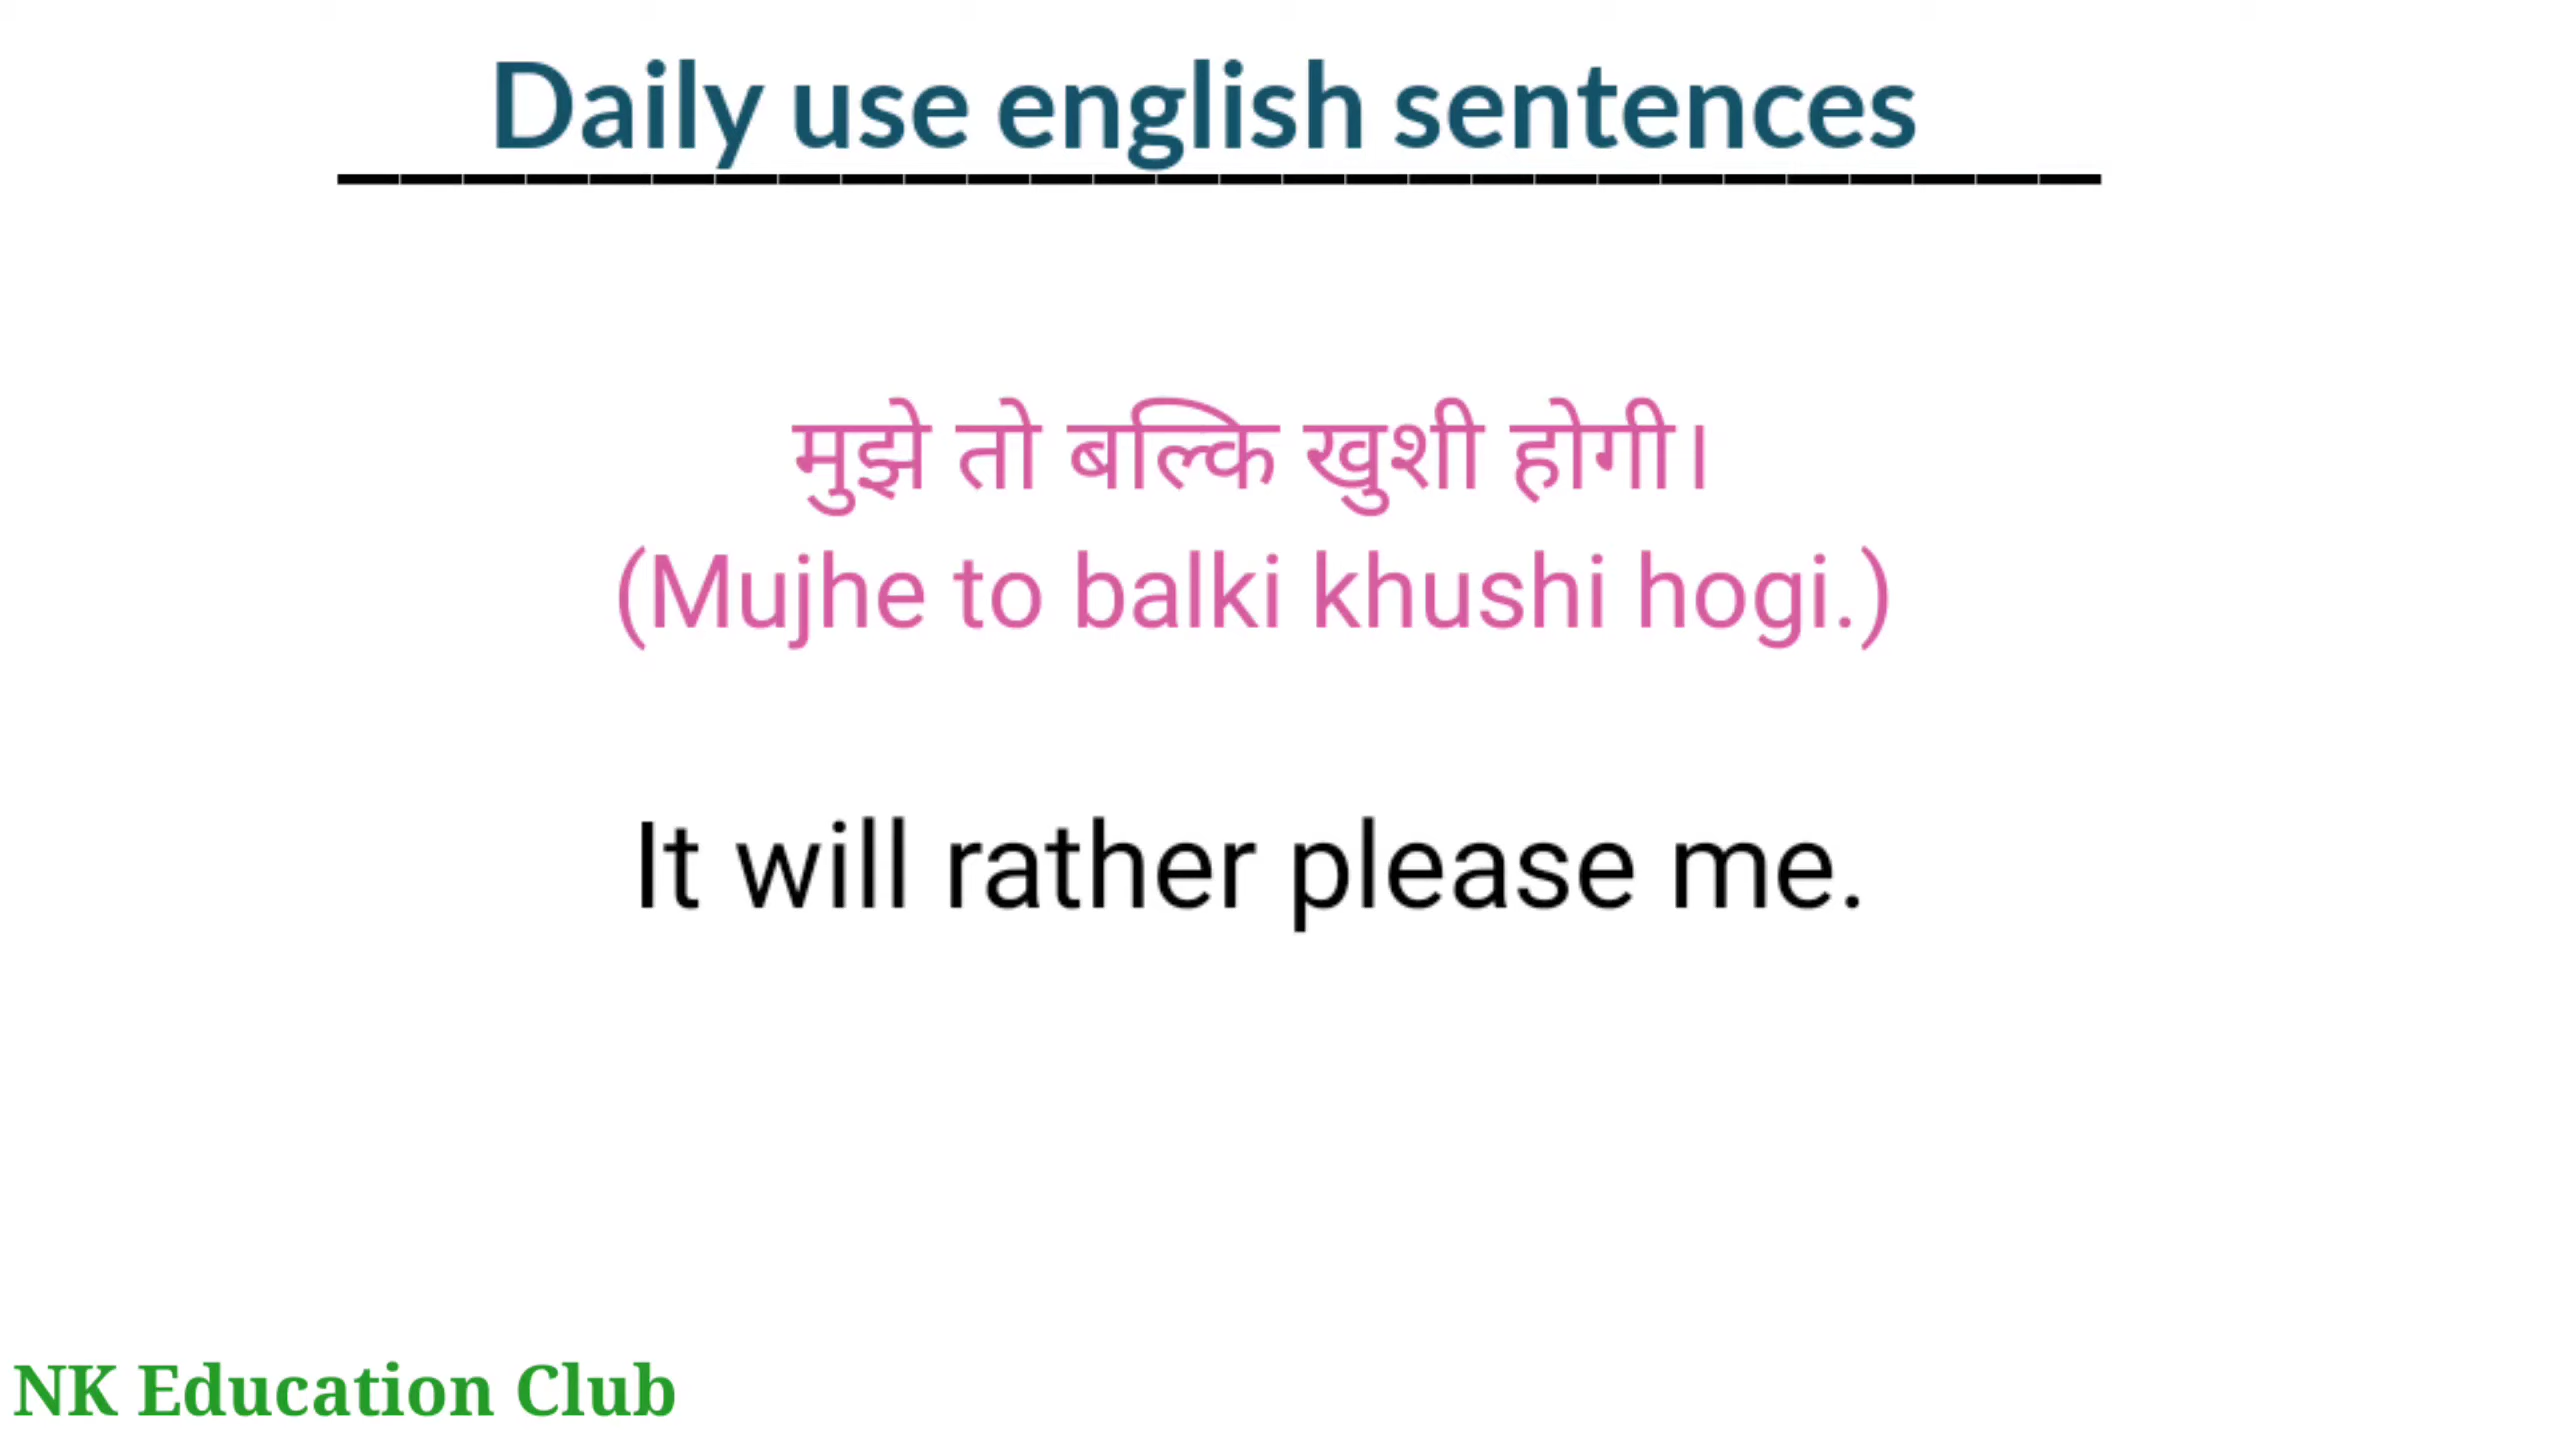 Daily use english sentences
मुझे तो बल्कि खुशी होगी।
(Mujhe to balki khushi hogi.)
It will rather please me.
NK Education Club